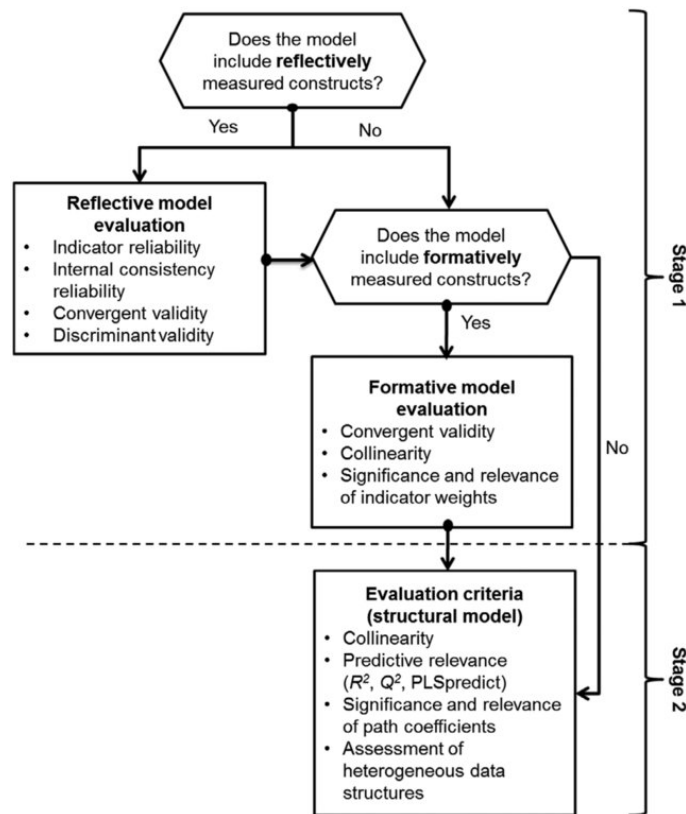 Does the model
include reflectively
measured constructs?
Yes
No
Reflective model
evaluation
• Indicator reliability
• Internal consistency
reliability
• Convergent validity
• Discriminant validity
Does the model
include formatively
measured constructs?
Yes
No
Formative model
evaluation
• Convergent validity
• Collinearity
• Significance and relevance
of indicator weights
Stage 1
Evaluation criteria
(structural model)
• Collinearity
• Predictive relevance
(R², Q², PLSpredict)
• Significance and relevance
of path coefficients
• Assessment of
heterogeneous data
structures
Stage 2